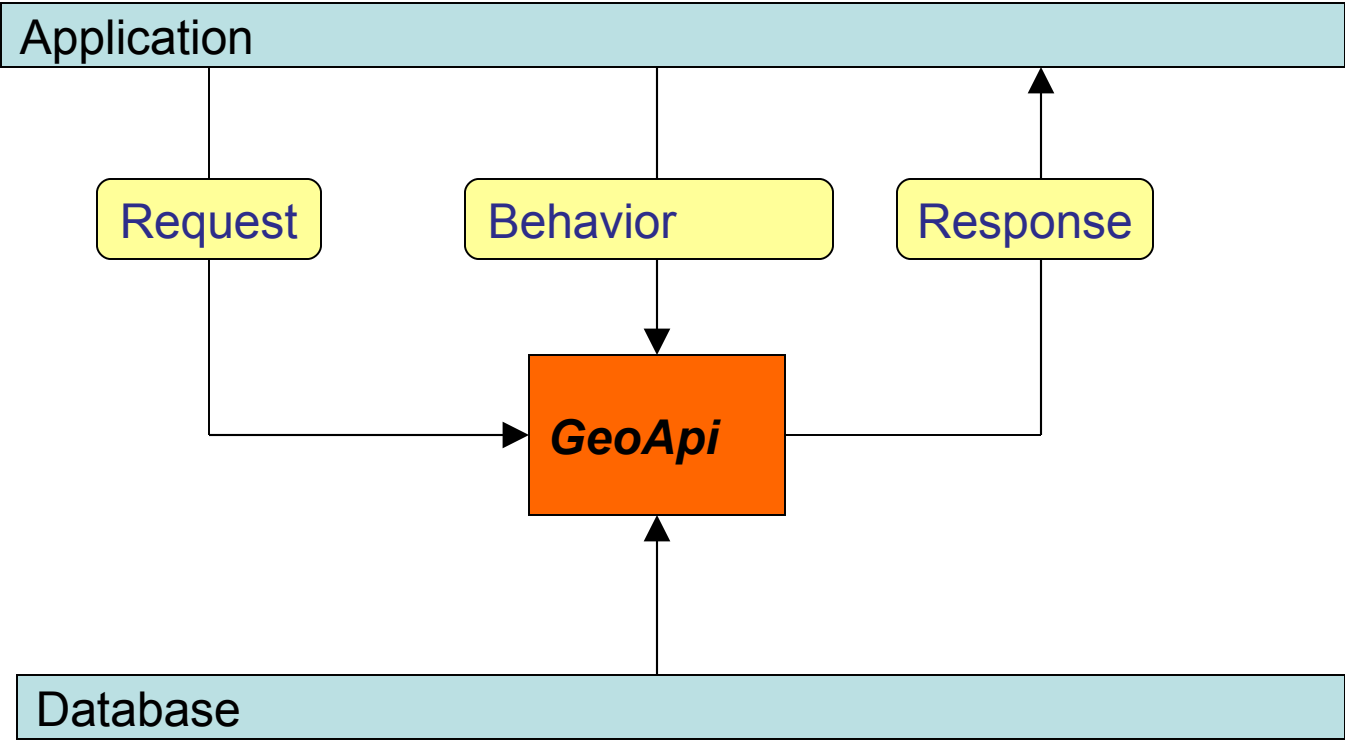 Application
Request
Behavior
Response
GeoApi
Database